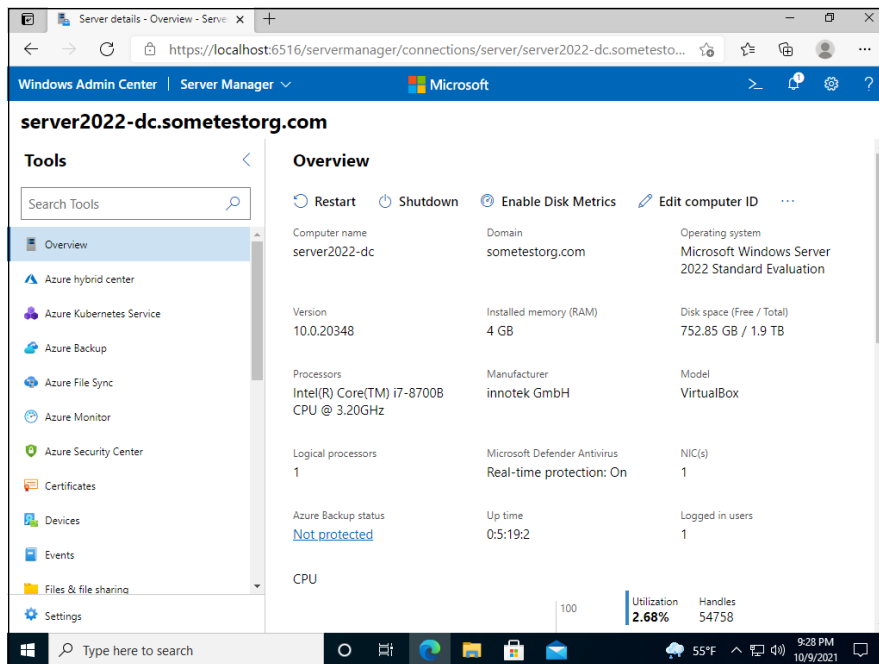 Server details - Overview - Serve
https://localhost:6516/servermanager/connections/server/server2022-dc.sometesto...
Windows Admin Center | Server Manager
Microsoft
1
?
server2022-dc.sometestorg.com
Tools
Search Tools
Overview
Azure hybrid center
Azure Kubernetes Service
Azure Backup
Azure File Sync
Azure Monitor
Azure Security Center
Certificates
Devices
Events
Files & file sharing
Settings
Overview
Restart Shutdown Enable Disk Metrics Edit computer ID ...
Computer name Domain Operating system
server2022-dc sometestorg.com Microsoft Windows Server
2022 Standard Evaluation
Version Installed memory (RAM) Disk space (Free / Total)
10.0.20348 4 GB 752.85 GB / 1.9 TB
Processors Manufacturer Model
Intel(R) Core(TM) i7-8700B innotek GmbH VirtualBox
CPU @ 3.20GHz
Logical processors Microsoft Defender Antivirus NIC(s)
1 Real-time protection: On 1
Azure Backup status Up time Logged in users
Not protected 0:5:19:2 1
CPU
100 Utilization Handles
2.68% 54758
Type here to search
55°F
9:28 PM
10/9/2021